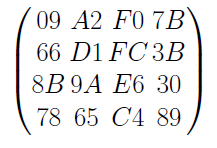 09 A2 F0 7B
66 D1 FC 3B
8B 9A E6 30
78 65 C4 89